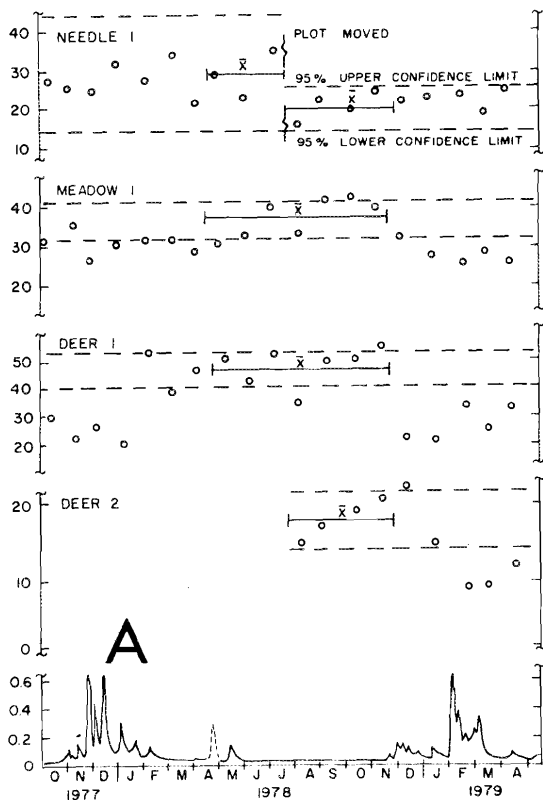 NEEDLE 1
PLOT MOVED
40
30
20
10
x̄
95% UPPER CONFIDENCE LIMIT
x̄
95% LOWER CONFIDENCE LIMIT
MEADOW 1
40
30
20
x̄
DEER 1
50
40
30
20
x̄
DEER 2
20
10
0
x̄
A
0.6
0.4
0.2
0
O N D J F M A M J J A S O N D J F M A
1977 1978 1979